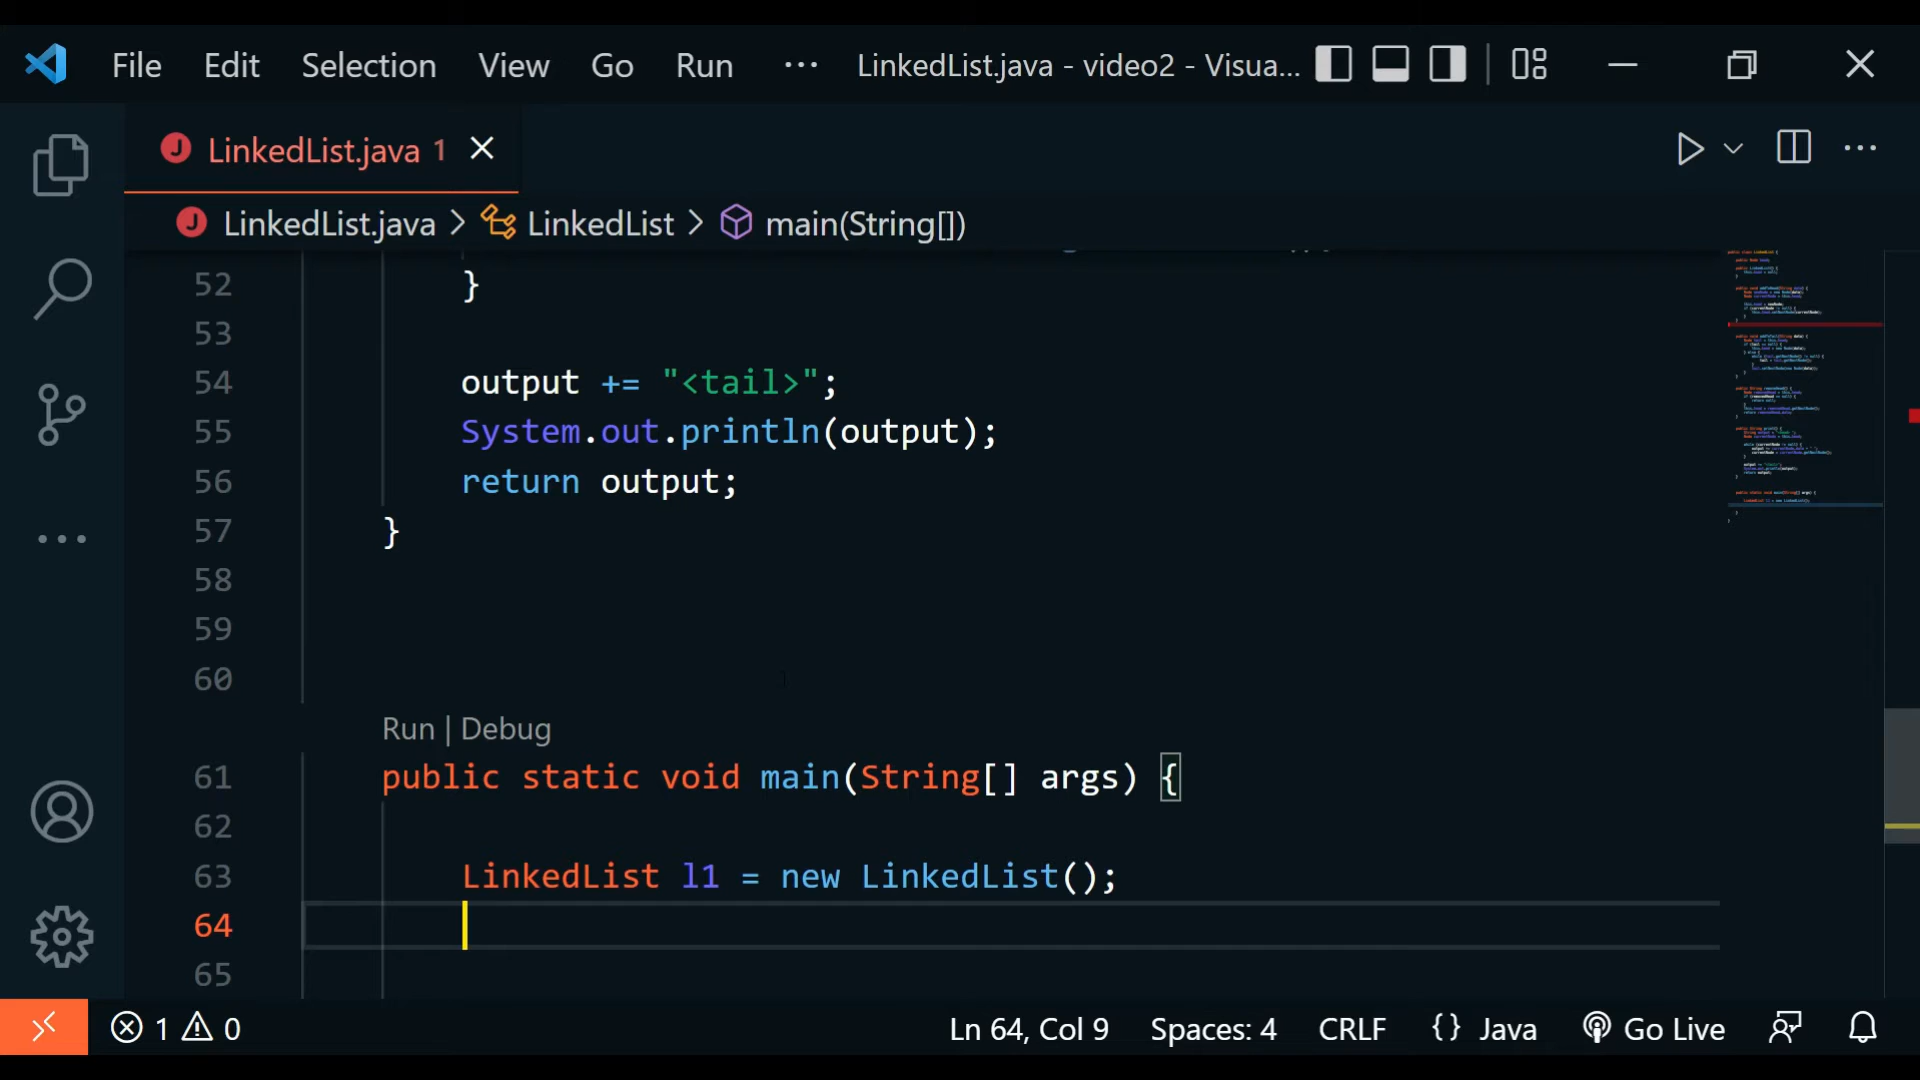 File Edit Selection View Go Run ··· LinkedList.java - video2 - Visua...
LinkedList.java 1
LinkedList.java > LinkedList > main(String[])
52 }
53
54 output += "<tail>";
55 System.out.println(output);
56 return output;
57 }
58
59
60
Run | Debug
61 public static void main(String[] args) {
62
63 LinkedList l1 = new LinkedList();
64
65
1 0 Ln 64, Col 9 Spaces: 4 CRLF {} Java Go Live